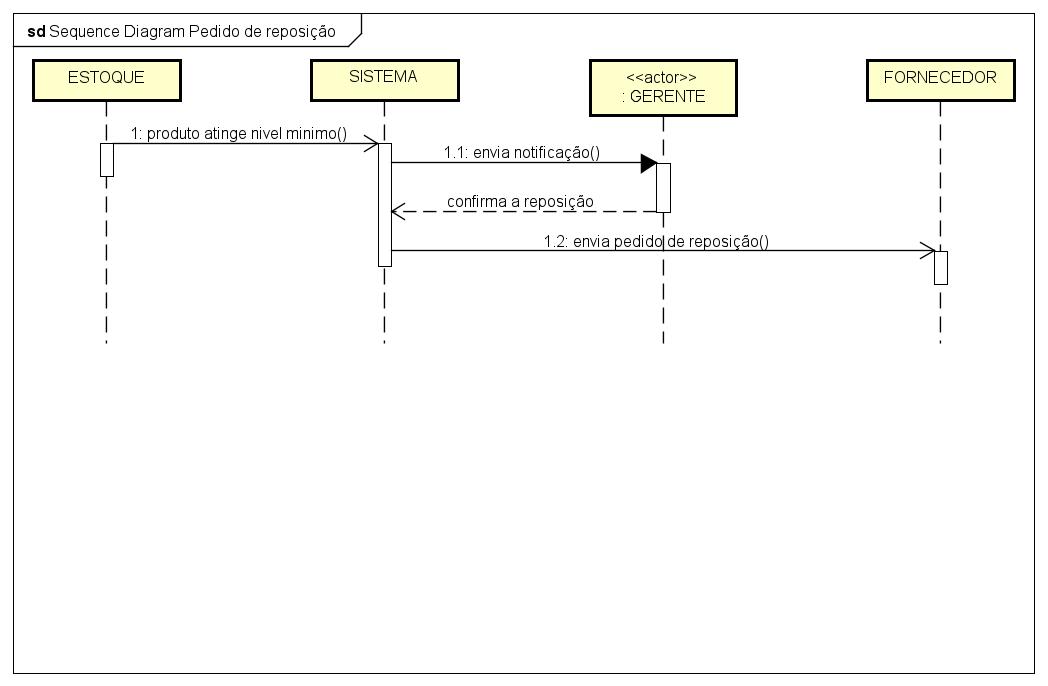 sd Sequence Diagram Pedido de reposição
ESTOQUE
SISTEMA
<<actor>>
: GERENTE
FORNECEDOR
1: produto atinge nivel minimo()
1.1: envia notificação()
confirma a reposição
1.2: envia pedido de reposição()